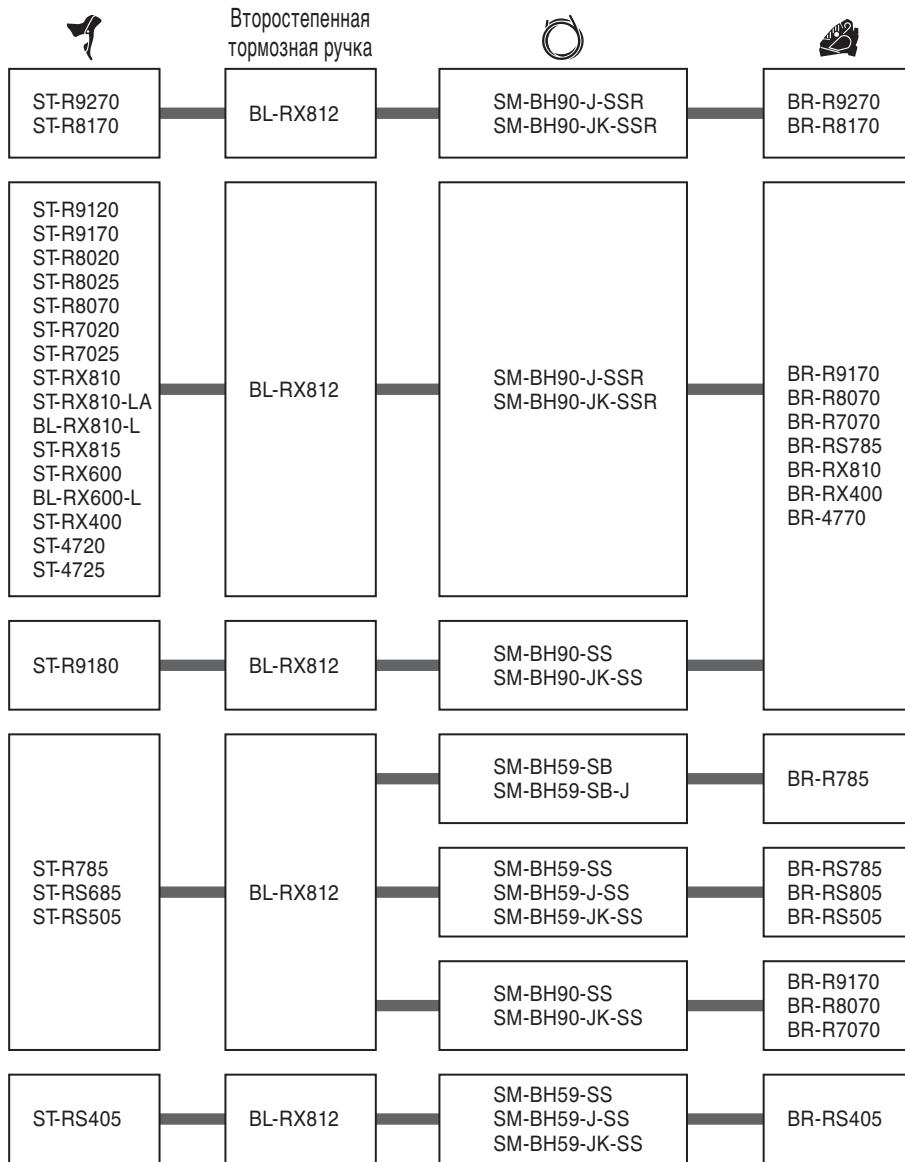 Второстепенная
тормозная ручка
ST-R9270
ST-R8170
BL-RX812
SM-BH90-J-SSR
SM-BH90-JK-SSR
BR-R9270
BR-R8170
ST-R9120
ST-R9170
ST-R8020
ST-R8025
ST-R8070
ST-R7020
ST-R7025
ST-RX810
ST-RX810-LA
BL-RX810-L
ST-RX815
ST-RX600
BL-RX600-L
ST-RX400
ST-4720
ST-4725
BL-RX812
SM-BH90-J-SSR
SM-BH90-JK-SSR
BR-R9170
BR-R8070
BR-R7070
BR-RS785
BR-RX810
BR-RX400
BR-4770
ST-R9180
BL-RX812
SM-BH90-SS
SM-BH90-JK-SS
ST-R785
ST-RS685
ST-RS505
BL-RX812
SM-BH59-SB
SM-BH59-SB-J
BR-R785
SM-BH59-SS
SM-BH59-J-SS
SM-BH59-JK-SS
BR-RS785
BR-RS805
BR-RS505
SM-BH90-SS
SM-BH90-JK-SS
BR-R9170
BR-R8070
BR-R7070
ST-RS405
BL-RX812
SM-BH59-SS
SM-BH59-J-SS
SM-BH59-JK-SS
BR-RS405